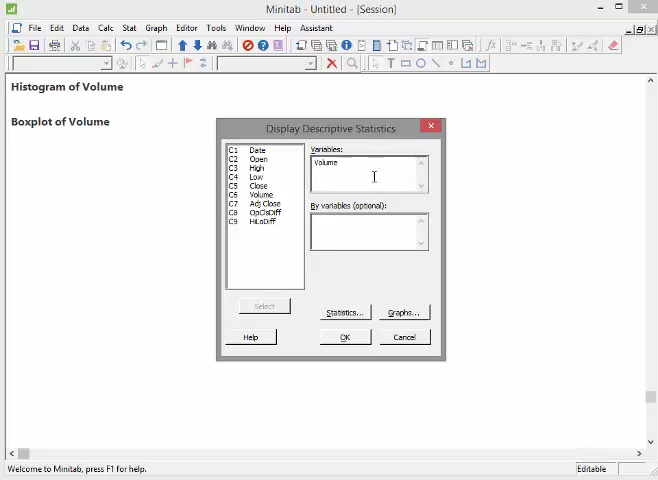 Minitab - Untitled - [Session]
File Edit Data Calc Stat Graph Editor Tools Window Help Assistant
Histogram of Volume
Boxplot of Volume
Display Descriptive Statistics
C1 Date
C2 Open
C3 High
C4 Low
C5 Close
C6 Volume
C7 Adj Close
C8 OpClsDiff
C9 HiLoDiff
Variables:
Volume
By variables (optional):
Select
Statistics...
Graphs...
Help
OK
Cancel
Welcome to Minitab, press F1 for help.
Editable